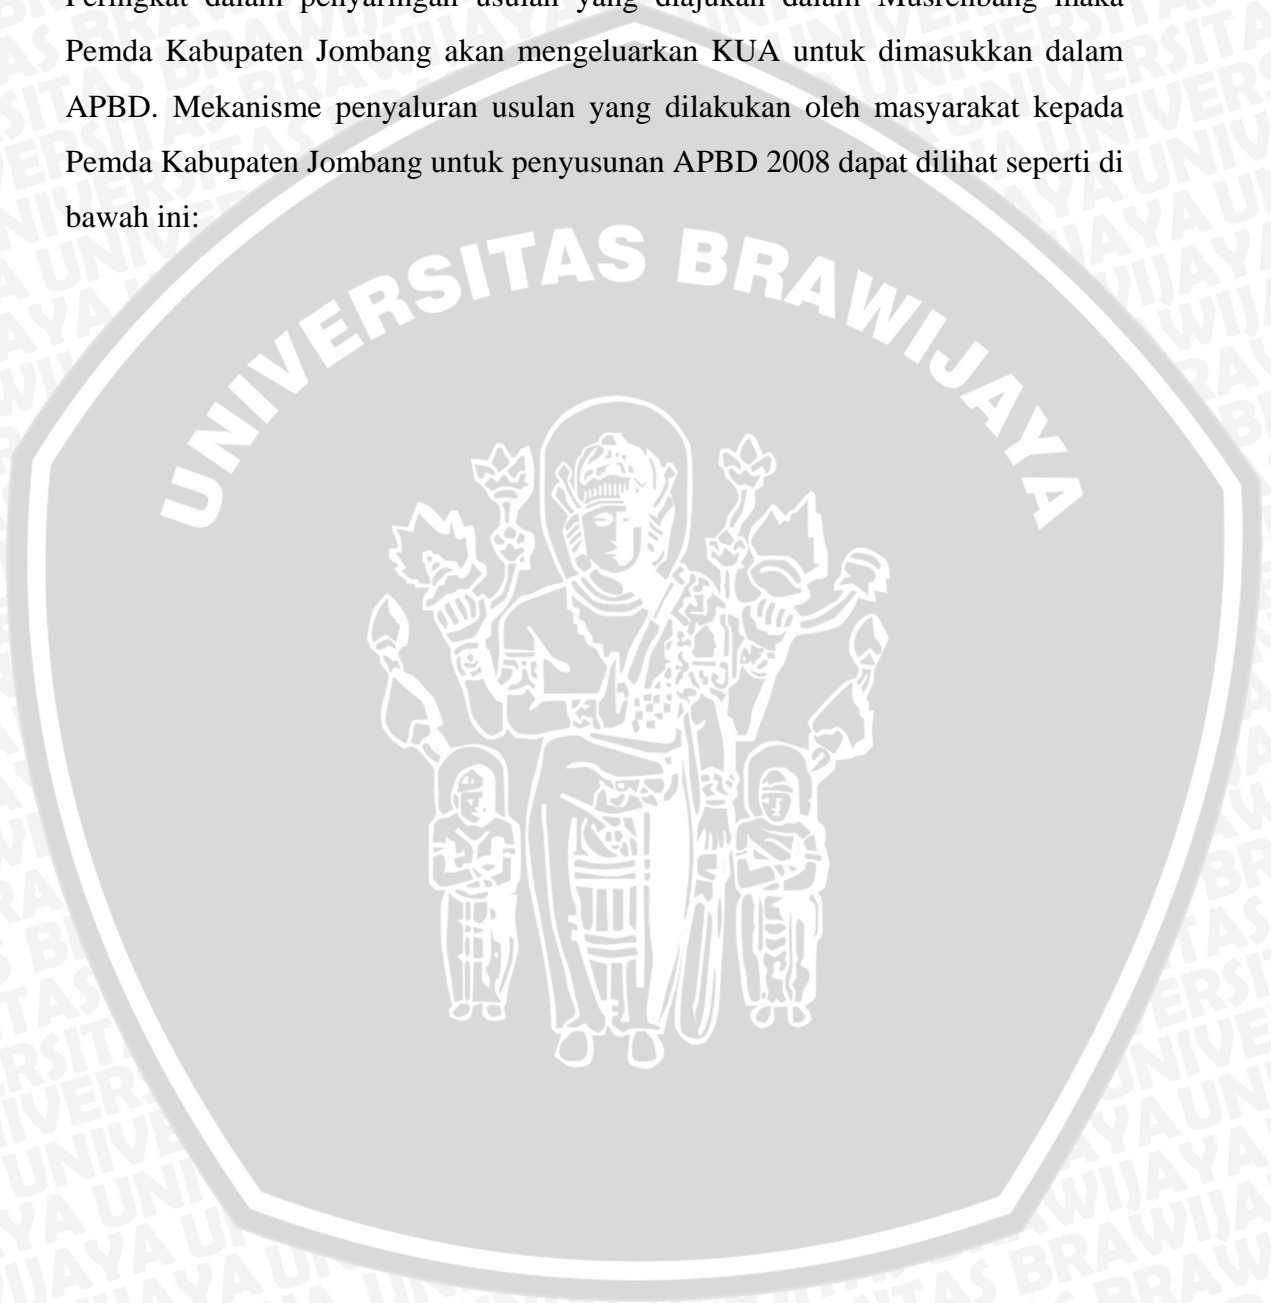 Peringkat dalam penyaringan usulan yang diajukan dalam Musrenbang maka
Pemda Kabupaten Jombang akan mengeluarkan KUA untuk dimasukkan dalam
APBD. Mekanisme penyaluran usulan yang dilakukan oleh masyarakat kepada
Pemda Kabupaten Jombang untuk penyusunan APBD 2008 dapat dilihat seperti di
bawah ini:
UNIVERSITAS BRAWIJAYA